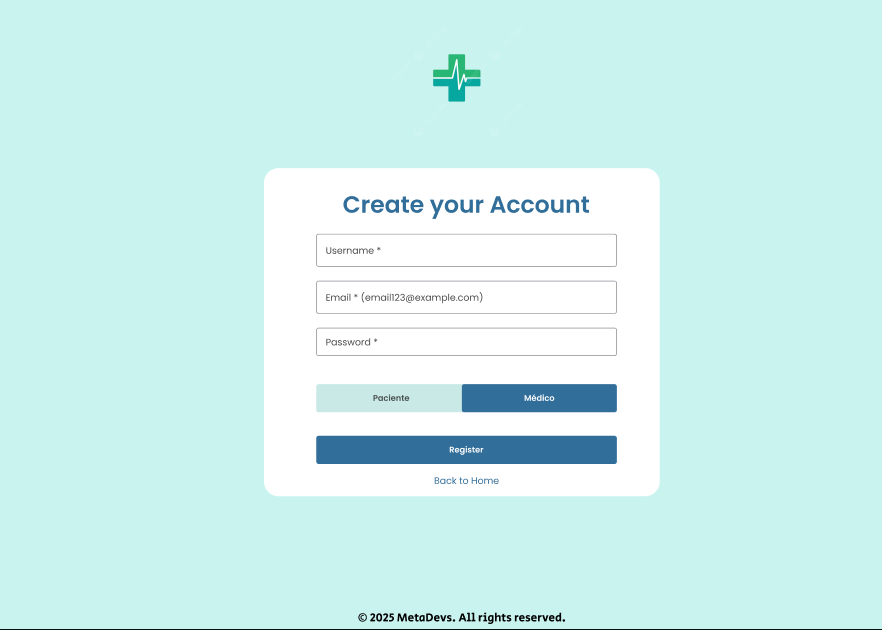 Create your Account
Username *
Email * (email123@example.com)
Password *
Paciente
Médico
Register
Back to Home
© 2025 MetaDevs. All rights reserved.